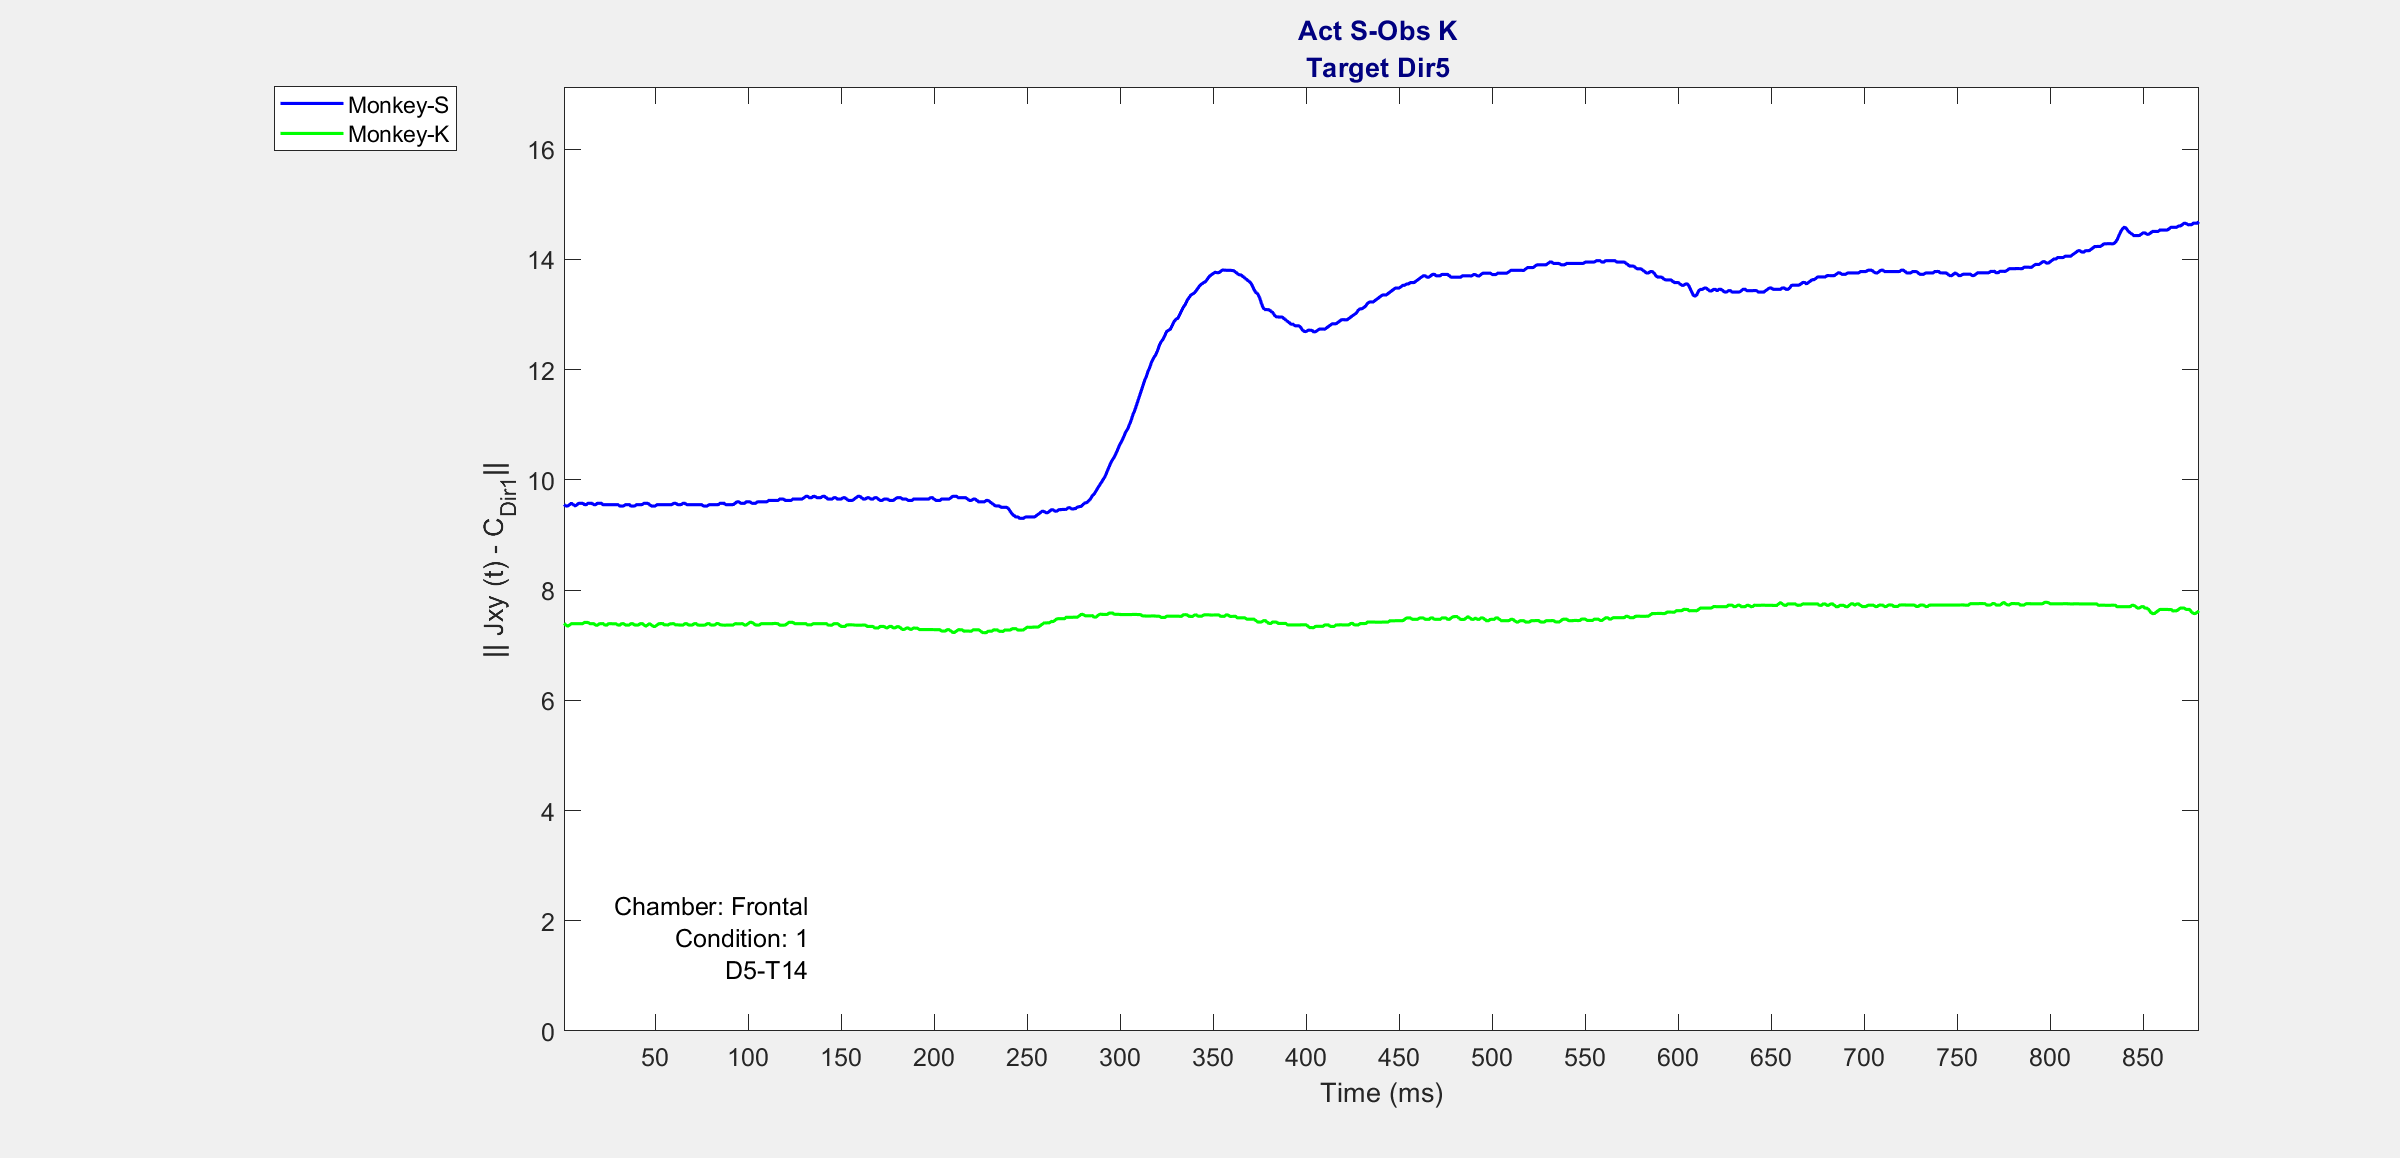 Act S-Obs K
Target Dir5
Monkey-S
Monkey-K
16
14
12
10
8
6
4
2
0
|| Jxy (t) - C_Dir1||
Chamber: Frontal
Condition: 1
D5-T14
50 100 150 200 250 300 350 400 450 500 550 600 650 700 750 800 850
Time (ms)